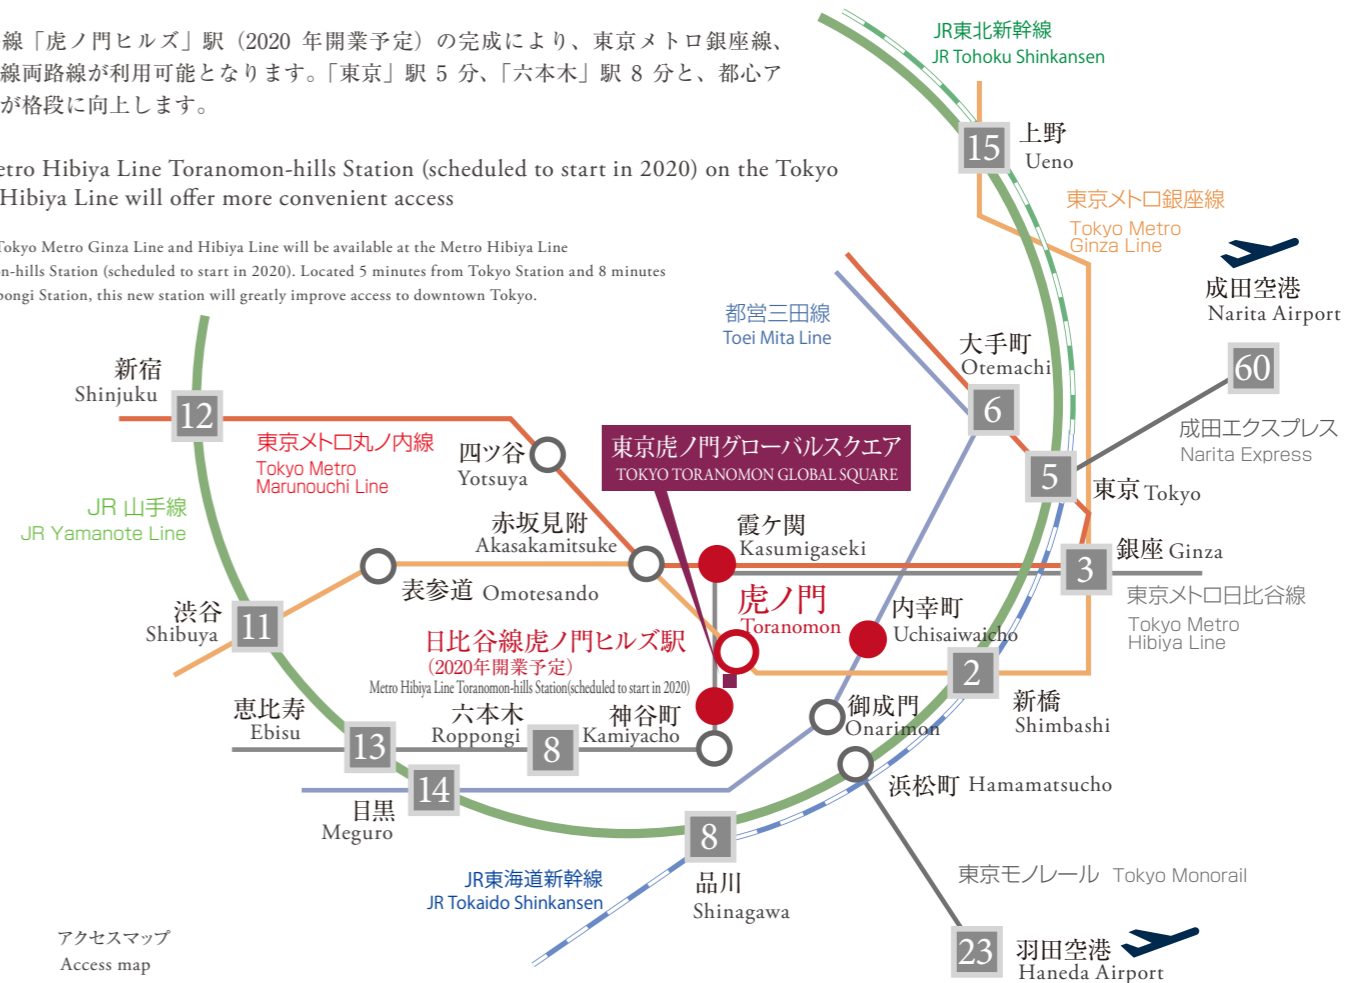 線「虎ノ門ヒルズ」駅（2020 年開業予定）の完成により、東京メトロ銀座線、
線両路線が利用可能となります。「東京」駅 5 分、「六本木」駅 8 分と、都心ア
が格段に向上します。
etro Hibiya Line Toranomon-hills Station (scheduled to start in 2020) on the Tokyo
Hibiya Line will offer more convenient access
Tokyo Metro Ginza Line and Hibiya Line will be available at the Metro Hibiya Line
n-hills Station (scheduled to start in 2020). Located 5 minutes from Tokyo Station and 8 minutes
pongi Station, this new station will greatly improve access to downtown Tokyo.
JR東北新幹線
JR Tohoku Shinkansen
15
上野
Ueno
東京メトロ銀座線
Tokyo Metro
Ginza Line
成田空港
Narita Airport
60
成田エクスプレス
Narita Express
都営三田線
Toei Mita Line
大手町
Otemachi
6
新宿
Shinjuku
12
東京メトロ丸ノ内線
Tokyo Metro
Marunouchi Line
四ツ谷
Yotsuya
東京虎ノ門グローバルスクエア
TOKYO TORANOMON GLOBAL SQUARE
5
東京 Tokyo
JR 山手線
JR Yamanote Line
赤坂見附
Akasakamitsuke
霞ケ関
Kasumigaseki
3
銀座 Ginza
表参道 Omotesando
東京メトロ日比谷線
Tokyo Metro
Hibiya Line
渋谷
Shibuya
11
虎ノ門
Toranomon
内幸町
Uchisaiwaicho
日比谷線虎ノ門ヒルズ駅
（2020年開業予定）
Metro Hibiya Line Toranomon-hills Station(scheduled to start in 2020)
2
新橋
Shimbashi
恵比寿
Ebisu
13
六本木
Roppongi
8
神谷町
Kamiyacho
御成門
Onarimon
14
目黒
Meguro
浜松町 Hamamatsucho
8
品川
Shinagawa
JR東海道新幹線
JR Tokaido Shinkansen
東京モノレール Tokyo Monorail
23
羽田空港
Haneda Airport
アクセスマップ
Access map